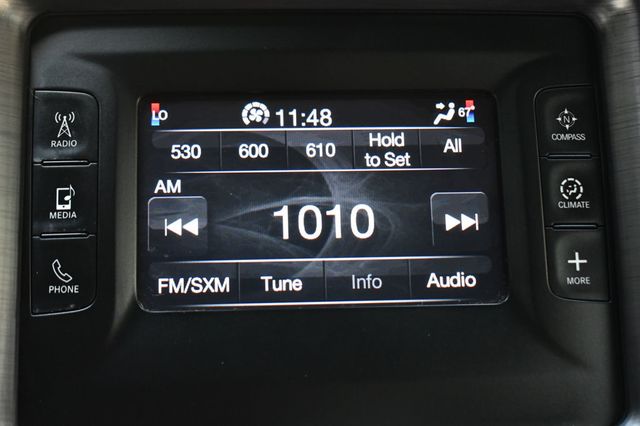 LO 11:48 67
530 600 610 Hold to Set All
AM
1010
FM/SXM Tune Info Audio
RADIO
MEDIA
PHONE
N
COMPASS
CLIMATE
MORE